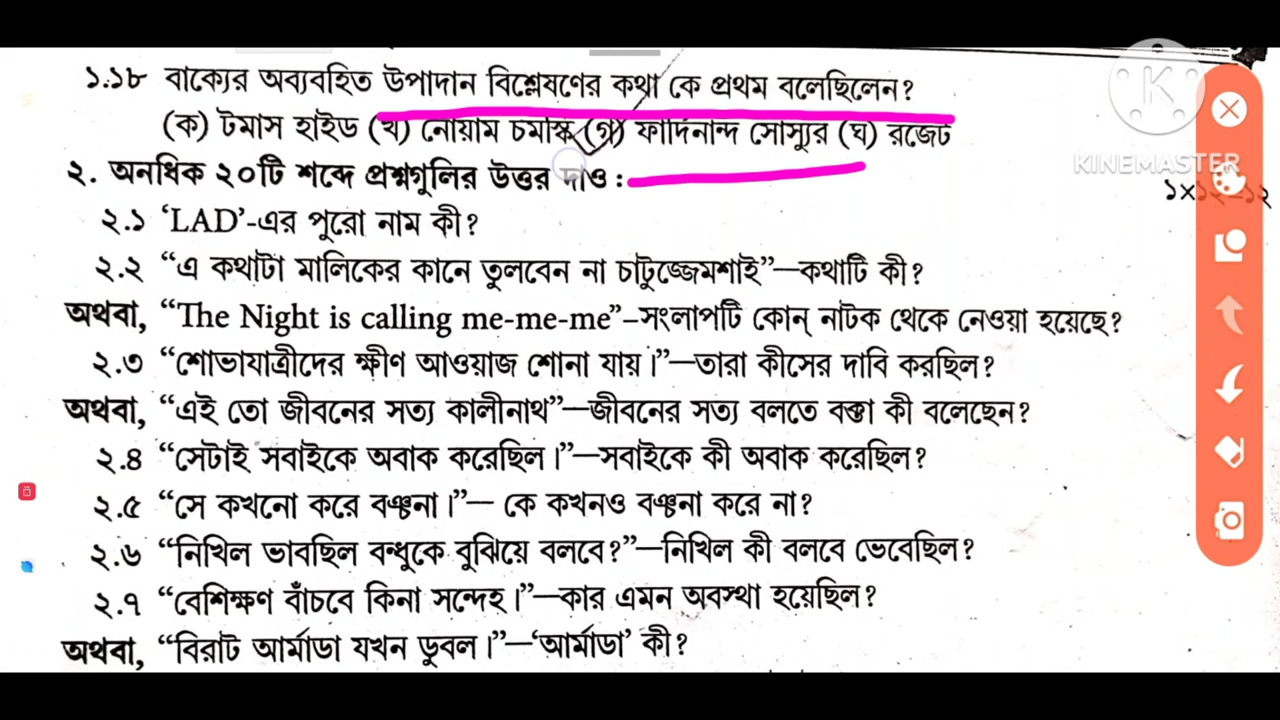 ১.১৮ বাক্যের অব্যবহিত উপাদান বিশ্লেষণের কথা কে প্রথম বলেছিলেন?
(ক) টমাস হাইড (খ) নোয়াম চমস্কি (গ) ফার্দিনান্দ সোস্যুর (ঘ) রজেট
KINEMASTER
২. অনধিক ২০টি শব্দে প্রশ্নগুলির উত্তর দাও: ১×১২=১২
২.১ ‘LAD’-এর পুরো নাম কী?
২.২ “এ কথাটা মালিকের কানে তুলবেন না চাটুজ্জেমশাই”—কথাটি কী?
অথবা, “The Night is calling me-me-me”–সংলাপটি কোন্ নাটক থেকে নেওয়া হয়েছে?
২.৩ “শোভাযাত্রীদের ক্ষীণ আওয়াজ শোনা যায়।”—তারা কীসের দাবি করছিল?
অথবা, “এই তো জীবনের সত্য কালীনাথ”—জীবনের সত্য বলতে বক্তা কী বলেছেন?
২.৪ “সেটাই সবাইকে অবাক করেছিল।”—সবাইকে কী অবাক করেছিল?
২.৫ “সে কখনো করে বঞ্চনা।”— কে কখনও বঞ্চনা করে না?
২.৬ “নিখিল ভাবছিল বন্ধুকে বুঝিয়ে বলবে?”—নিখিল কী বলবে ভেবেছিল?
২.৭ “বেশিক্ষণ বাঁচবে কিনা সন্দেহ।”—কার এমন অবস্থা হয়েছিল?
অথবা, “বিরাট আর্মাডা যখন ডুবল।”—‘আর্মাডা’ কী?